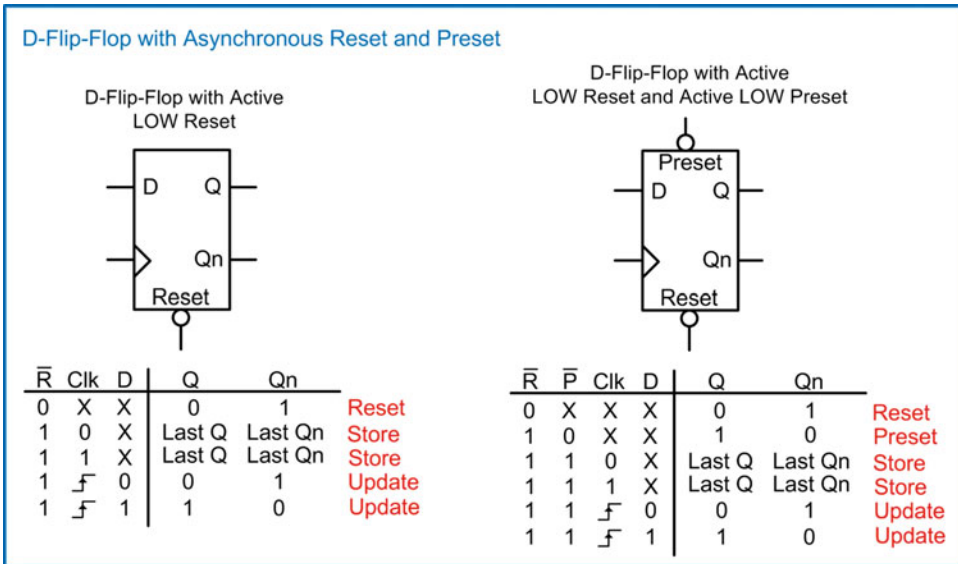 D-Flip-Flop with Asynchronous Reset and Preset
D-Flip-Flop with Active
LOW Reset
D Q
Qn
Reset
R̅ Clk D Q Qn
0 X X 0 1 Reset
1 0 X Last Q Last Qn Store
1 1 X Last Q Last Qn Store
1 0 0 1 Update
1 1 1 0 Update
D-Flip-Flop with Active
LOW Reset and Active LOW Preset
Preset
D Q
Qn
Reset
R̅ P̅ Clk D Q Qn
0 X X X 0 1 Reset
1 0 X X 1 0 Preset
1 1 0 X Last Q Last Qn Store
1 1 1 X Last Q Last Qn Store
1 1 0 0 1 Update
1 1 1 1 0 Update